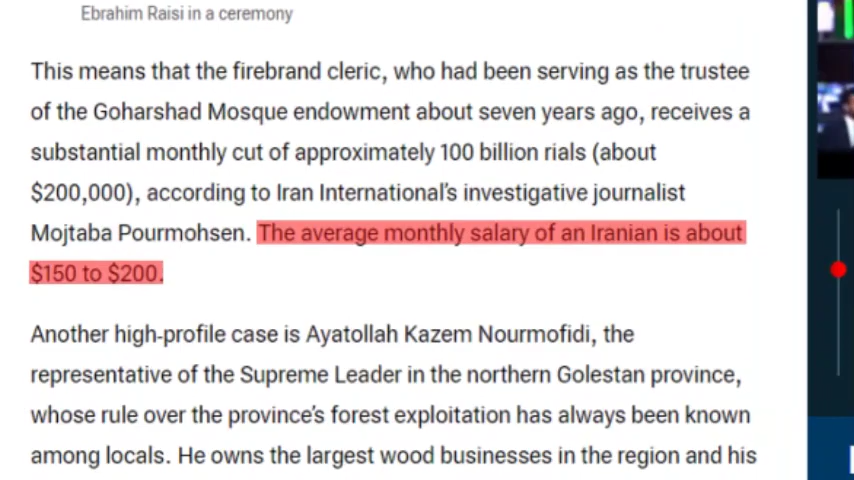 Ebrahim Raisi in a ceremony
This means that the firebrand cleric, who had been serving as the trustee
of the Goharshad Mosque endowment about seven years ago, receives a
substantial monthly cut of approximately 100 billion rials (about
$200,000), according to Iran International's investigative journalist
Mojtaba Pourmohsen. The average monthly salary of an Iranian is about
$150 to $200.
Another high-profile case is Ayatollah Kazem Nourmofidi, the
representative of the Supreme Leader in the northern Golestan province,
whose rule over the province's forest exploitation has always been known
among locals. He owns the largest wood businesses in the region and his